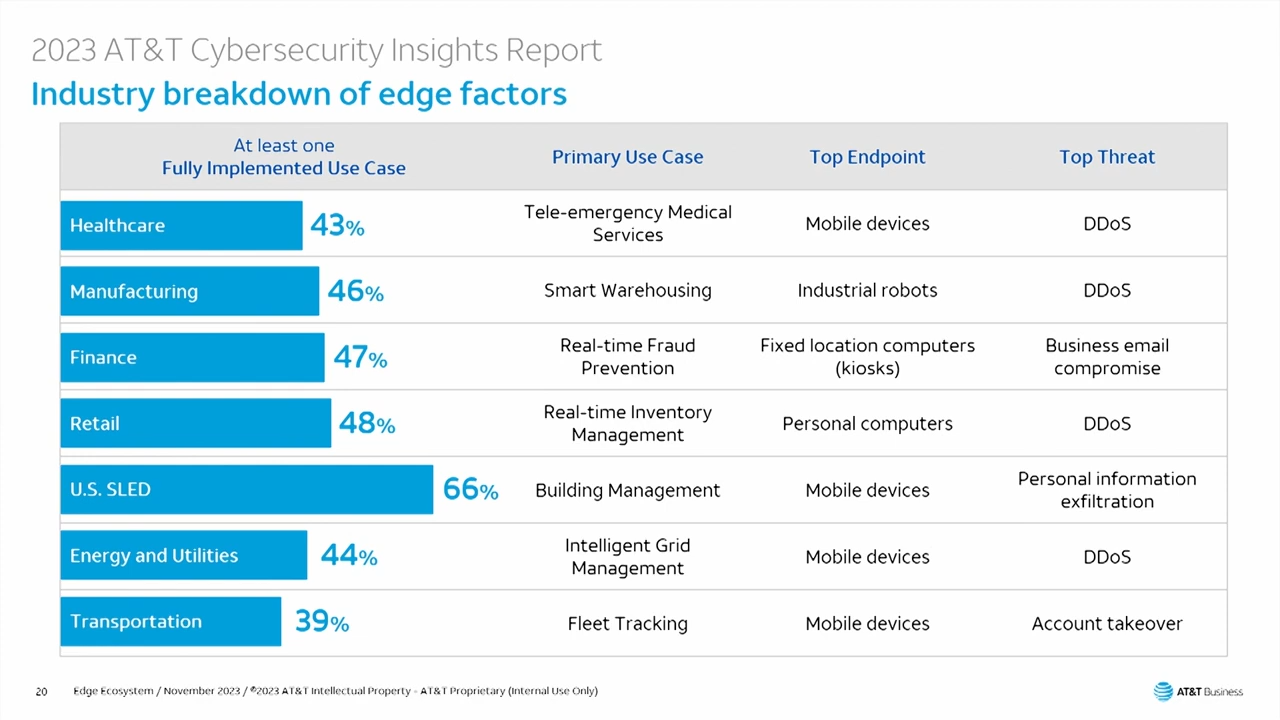 2023 AT&T Cybersecurity Insights Report
Industry breakdown of edge factors
At least one
Fully Implemented Use Case
Primary Use Case
Top Endpoint
Top Threat
Healthcare
43%
Tele-emergency Medical
Services
Mobile devices
DDoS
Manufacturing
46%
Smart Warehousing
Industrial robots
DDoS
Finance
47%
Real-time Fraud
Prevention
Fixed location computers
(kiosks)
Business email
compromise
Retail
48%
Real-time Inventory
Management
Personal computers
DDoS
U.S. SLED
66%
Building Management
Mobile devices
Personal information
exfiltration
Energy and Utilities
44%
Intelligent Grid
Management
Mobile devices
DDoS
Transportation
39%
Fleet Tracking
Mobile devices
Account takeover
20
Edge Ecosystem / November 2023 / ©2023 AT&T Intellectual Property - AT&T Proprietary (Internal Use Only)
AT&T Business